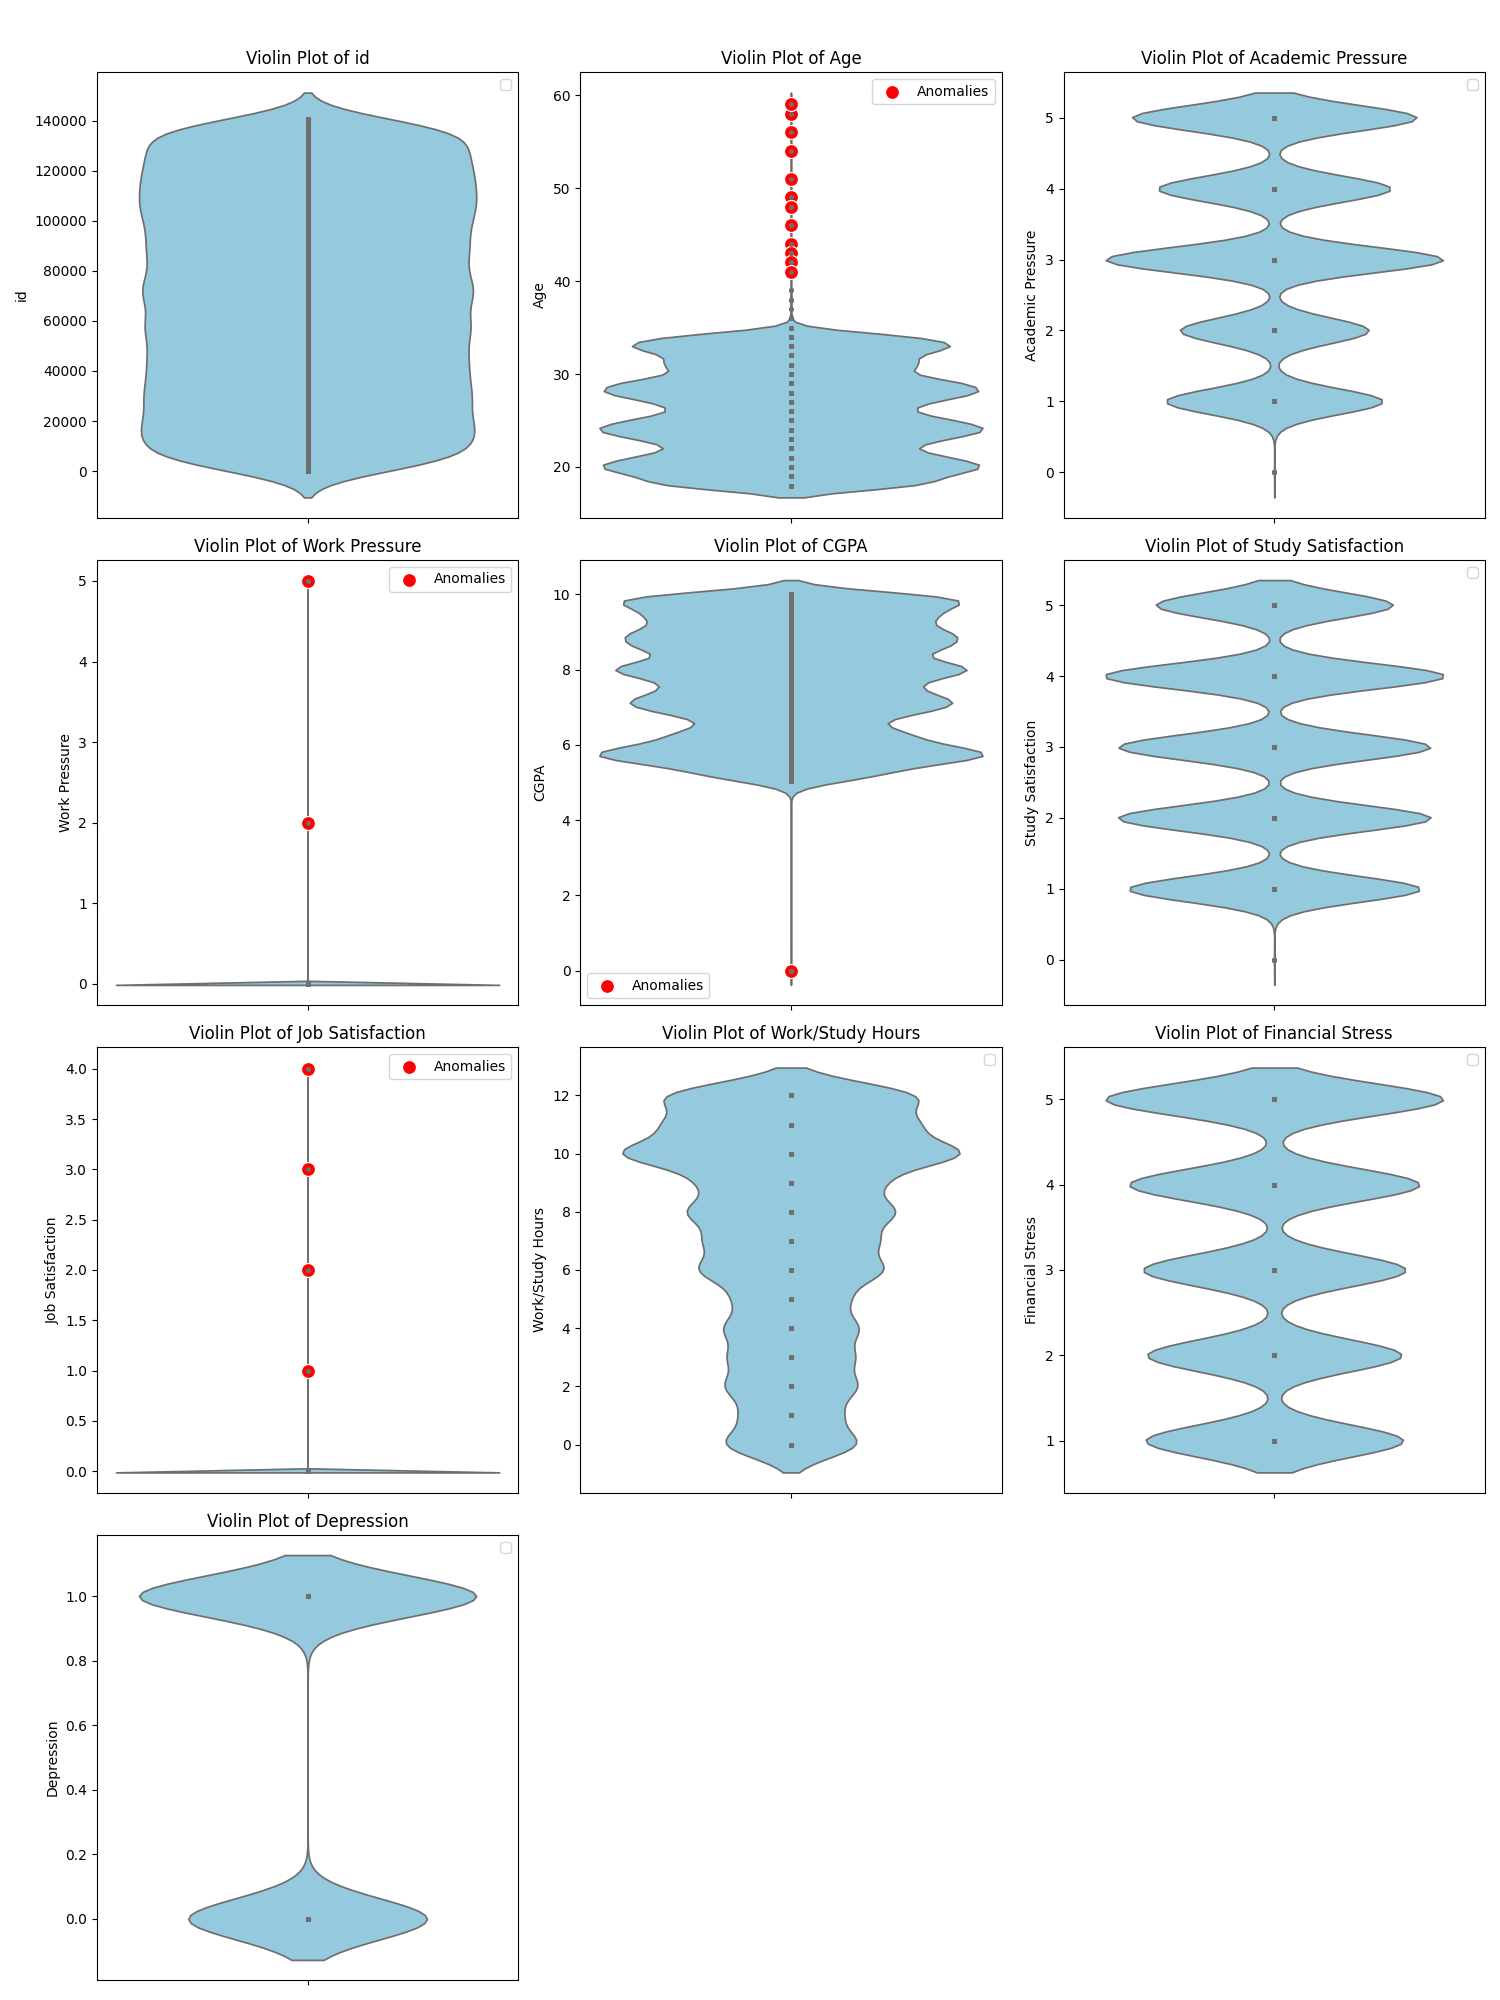 Violin Plot of id
id
140000
120000
100000
80000
60000
40000
20000
0
Violin Plot of Age
Age
60
50
40
30
20
Anomalies
Violin Plot of Academic Pressure
Academic Pressure
5
4
3
2
1
0
Violin Plot of Work Pressure
Work Pressure
5
4
3
2
1
0
Anomalies
Violin Plot of CGPA
CGPA
10
8
6
4
2
0
Anomalies
Violin Plot of Study Satisfaction
Study Satisfaction
5
4
3
2
1
0
Violin Plot of Job Satisfaction
Job Satisfaction
4.0
3.5
3.0
2.5
2.0
1.5
1.0
0.5
0.0
Anomalies
Violin Plot of Work/Study Hours
Work/Study Hours
12
10
8
6
4
2
0
Violin Plot of Financial Stress
Financial Stress
5
4
3
2
1
Violin Plot of Depression
Depression
1.0
0.8
0.6
0.4
0.2
0.0